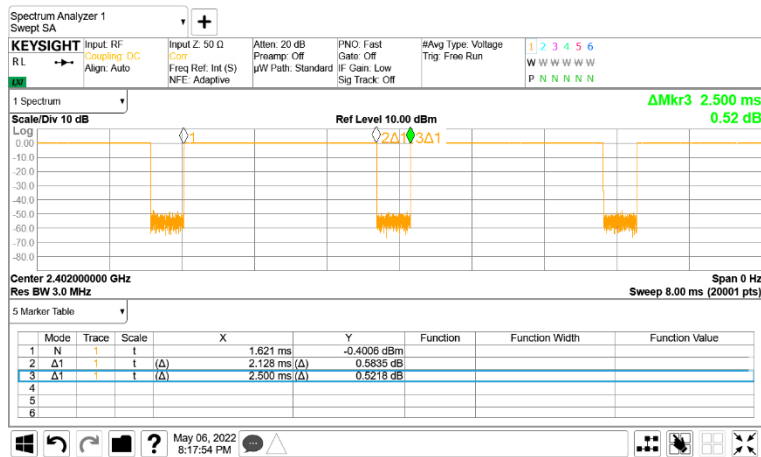 Spectrum Analyzer 1
Swept SA
KEYSIGHT Input: RF Input Z: 50 Ω Atten: 20 dB PNO: Fast #Avg Type: Voltage 1 2 3 4 5 6
RL Coupling: DC Corr Preamp: Off Gate: Off Trig: Free Run W W W W W W
Align: Auto Freq Ref: Int (S) µW Path: Standard IF Gain: Low
LXI NFE: Adaptive Sig Track: Off P N N N N N
1 Spectrum ΔMkr3 2.500 ms
Scale/Div 10 dB Ref Level 10.00 dBm 0.52 dB
Log
1 2Δ1 3Δ1
0.00
-10.0
-20.0
-30.0
-40.0
-50.0
-60.0
-70.0
-80.0
Center 2.402000000 GHz Span 0 Hz
Res BW 3.0 MHz Sweep 8.00 ms (20001 pts)
5 Marker Table
Mode Trace Scale X Y Function Function Width Function Value
1 N 1 t 1.621 ms -0.4006 dBm
2 Δ1 1 t (Δ) 2.128 ms (Δ) 0.5835 dB
3 Δ1 1 t (Δ) 2.500 ms (Δ) 0.5218 dB
4
5
6
? May 06, 2022
8:17:54 PM